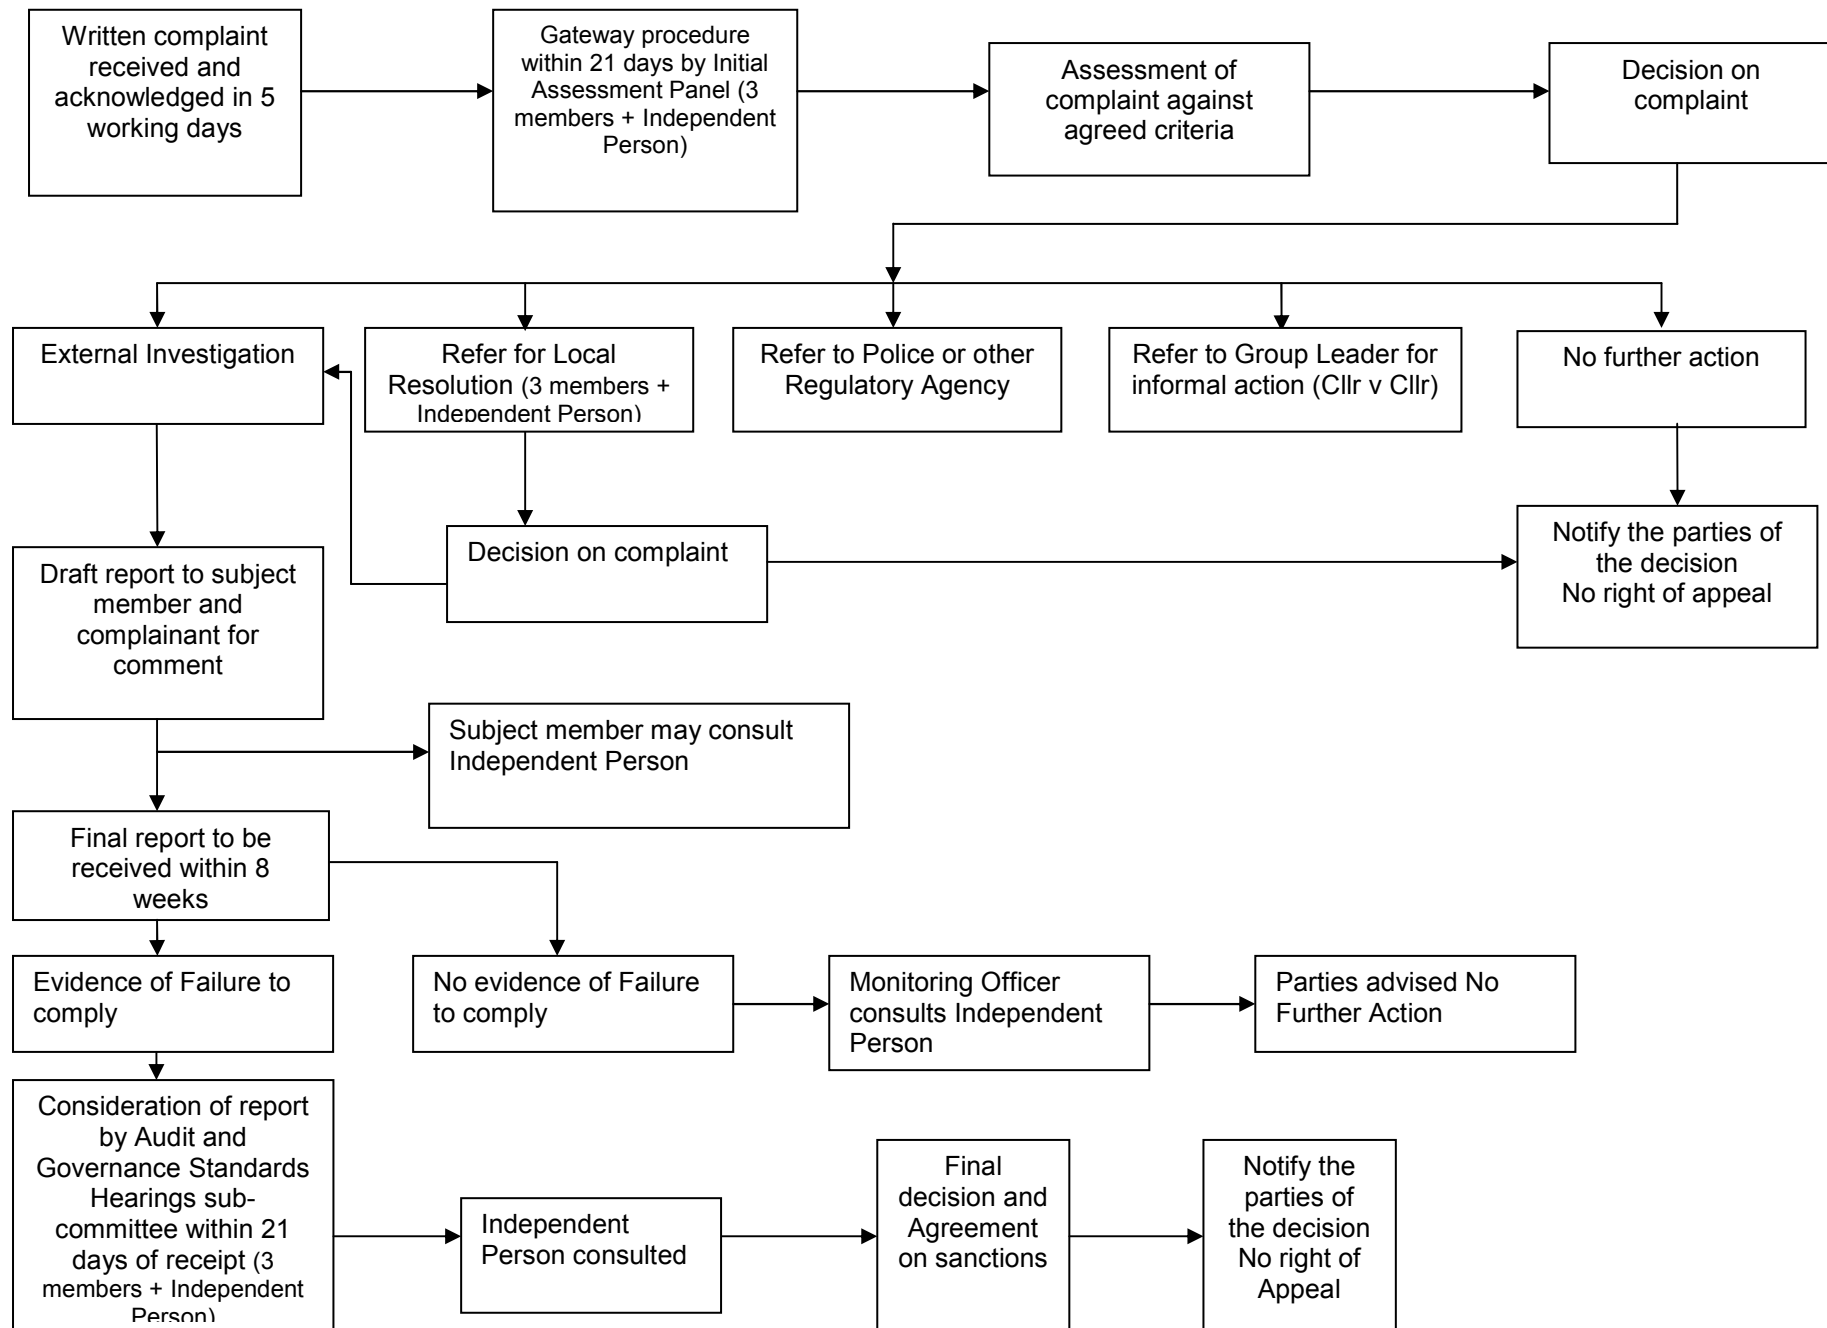 Written complaint
received and
acknowledged in 5
working days
Gateway procedure
within 21 days by Initial
Assessment Panel (3
members + Independent
Person)
Assessment of
complaint against
agreed criteria
Decision on
complaint
External Investigation
Refer for Local
Resolution (3 members +
Independent Person)
Refer to Police or other
Regulatory Agency
Refer to Group Leader for
informal action (Cllr v Cllr)
No further action
Decision on complaint
Notify the parties of
the decision
No right of appeal
Draft report to subject
member and
complainant for
comment
Subject member may consult
Independent Person
Final report to be
received within 8
weeks
Evidence of Failure to
comply
No evidence of Failure
to comply
Monitoring Officer
consults Independent
Person
Parties advised No
Further Action
Consideration of report
by Audit and
Governance Standards
Hearings sub-
committee within 21
days of receipt (3
members + Independent
Person)
Independent
Person consulted
Final
decision and
Agreement
on sanctions
Notify the
parties of
the decision
No right of
Appeal